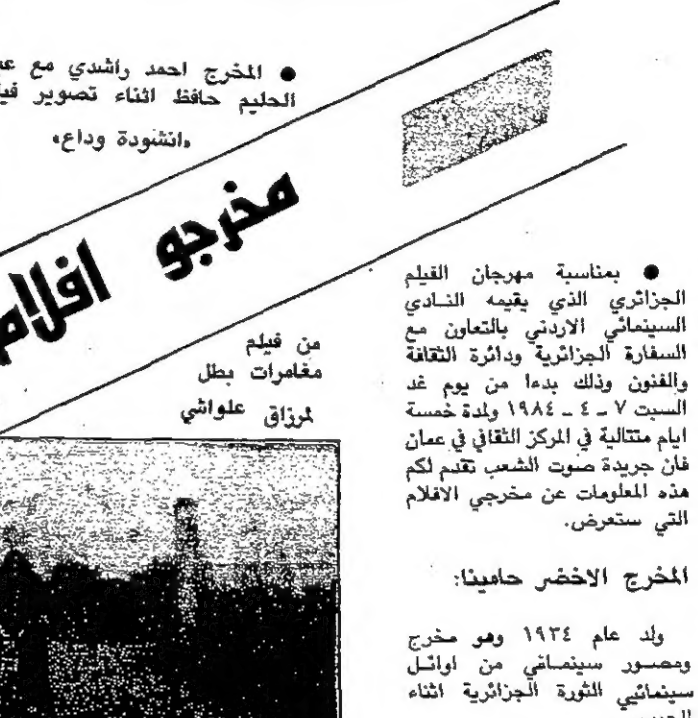 ● المخرج احمد راشدي مع
الحليم حافظ اثناء تصوير
«انشودة وداع»
مخرجو افلام
● بمناسبة مهرجان الفيلم
الجزائري الذي يقيمه النادي
السينمائي الاردني بالتعاون مع
السفارة الجزائرية ودائرة الثقافة
والفنون وذلك بدءا من يوم غد
السبت ٧ ـ ٤ ـ ١٩٨٤ ولمدة خمسة
ايام متتالية في المركز الثقافي في عمان
فان جريدة صوت الشعب تقدم لكم
هذه المعلومات عن مخرجي الافلام
التي ستعرض.
المخرج الاخضر حامينا:
ولد عام ١٩٣٤ وهو مخرج
ومصور سينمائي من اوائل
سينمائيي الثورة الجزائرية اثناء
من فيلم
مغامرات بطل
لمرزاق علواشي